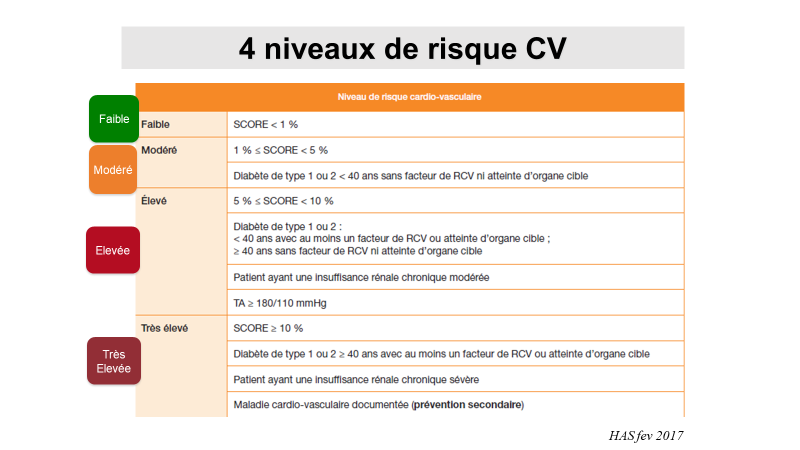 4 niveaux de risque CV
Niveau de risque cardio-vasculaire
Faible
Faible
SCORE < 1 %
Modéré
Modéré
1 % ≤ SCORE < 5 %
Diabète de type 1 ou 2 < 40 ans sans facteur de RCV ni atteinte d'organe cible
Elevée
Élevé
5 % ≤ SCORE < 10 %
Diabète de type 1 ou 2 :
< 40 ans avec au moins un facteur de RCV ou atteinte d'organe cible ;
≥ 40 ans sans facteur de RCV ni atteinte d'organe cible
Patient ayant une insuffisance rénale chronique modérée
TA ≥ 180/110 mmHg
Très
Elevée
Très élevé
SCORE ≥ 10 %
Diabète de type 1 ou 2 ≥ 40 ans avec au moins un facteur de RCV ou atteinte d'organe cible
Patient ayant une insuffisance rénale chronique sévère
Maladie cardio-vasculaire documentée (prévention secondaire)
HAS fev 2017